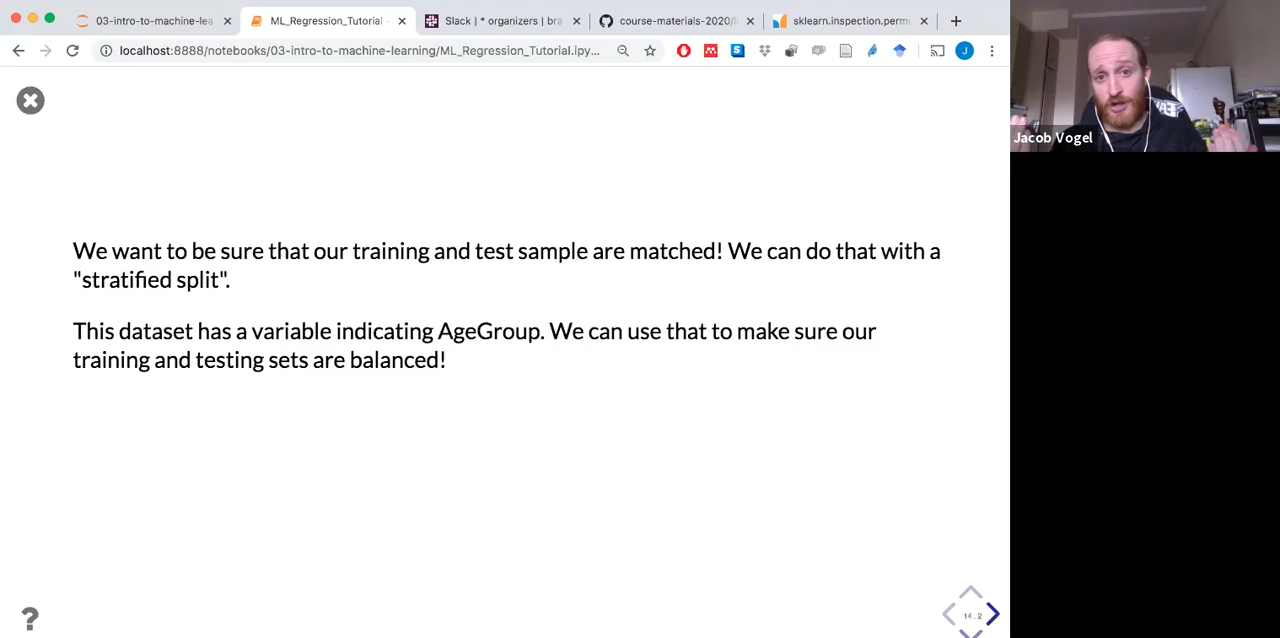 03-intro-to-machine-lea
ML_Regression_Tutorial -
Slack | * organizers | bra
course-materials-2020/
sklearn.inspection.perm
localhost:8888/notebooks/03-intro-to-machine-learning/ML_Regression_Tutorial.ipy...
J
Jacob Vogel
We want to be sure that our training and test sample are matched! We can do that with a
"stratified split".
This dataset has a variable indicating AgeGroup. We can use that to make sure our
training and testing sets are balanced!
?
14 . 2